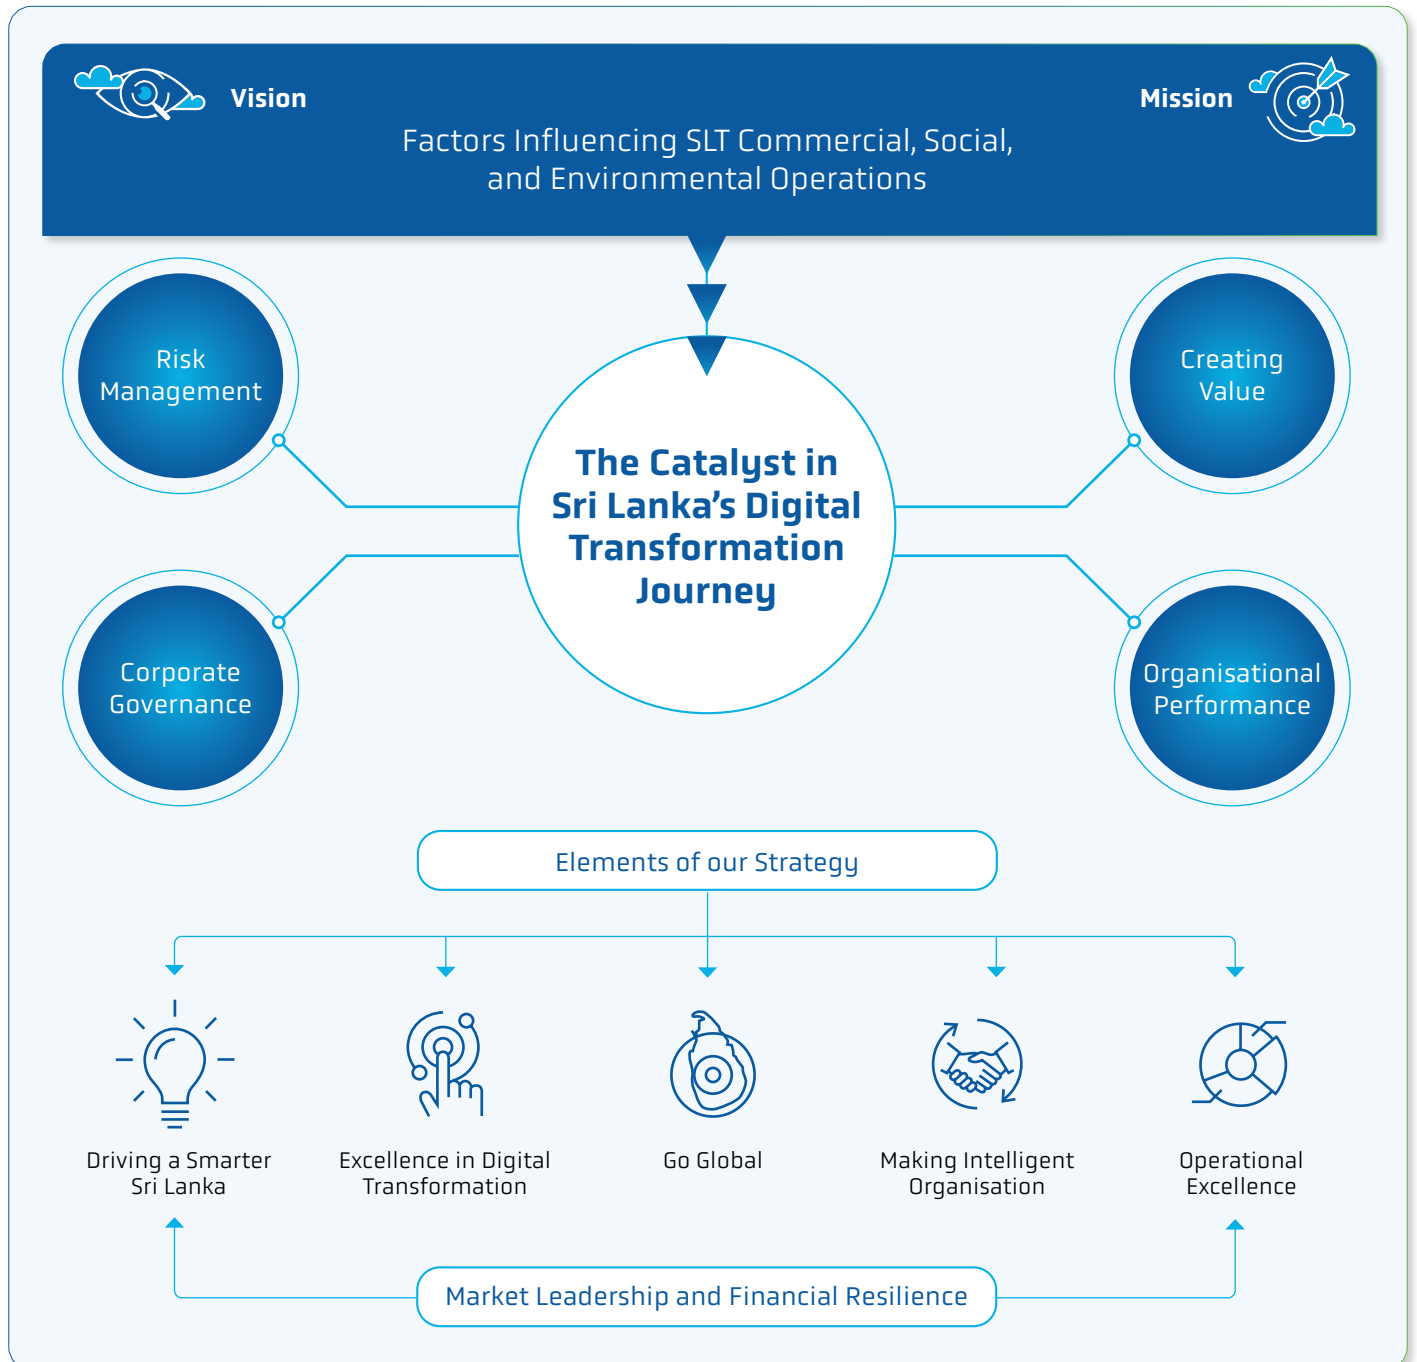 Vision
Mission
Factors Influencing SLT Commercial, Social,
and Environmental Operations
Risk
Management
Creating
Value
The Catalyst in
Sri Lanka’s Digital
Transformation
Journey
Corporate
Governance
Organisational
Performance
Elements of our Strategy
Driving a Smarter
Sri Lanka
Excellence in Digital
Transformation
Go Global
Making Intelligent
Organisation
Operational
Excellence
Market Leadership and Financial Resilience